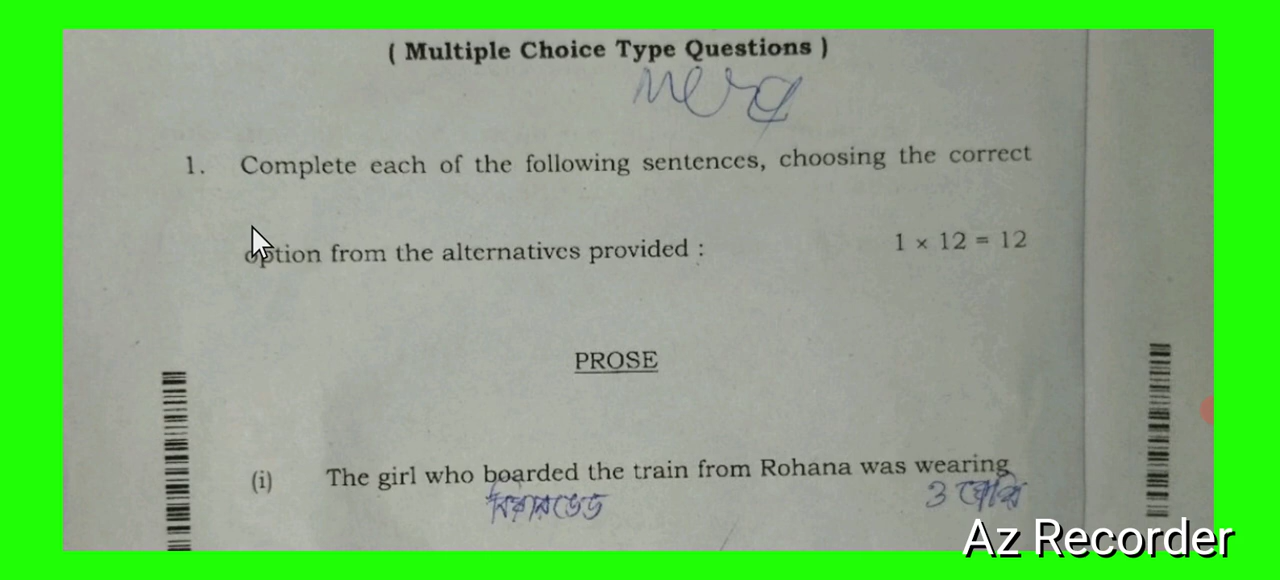 ( Multiple Choice Type Questions )
1. Complete each of the following sentences, choosing the correct
option from the alternatives provided : 1 × 12 = 12
PROSE
(i) The girl who boarded the train from Rohana was wearing
Az Recorder